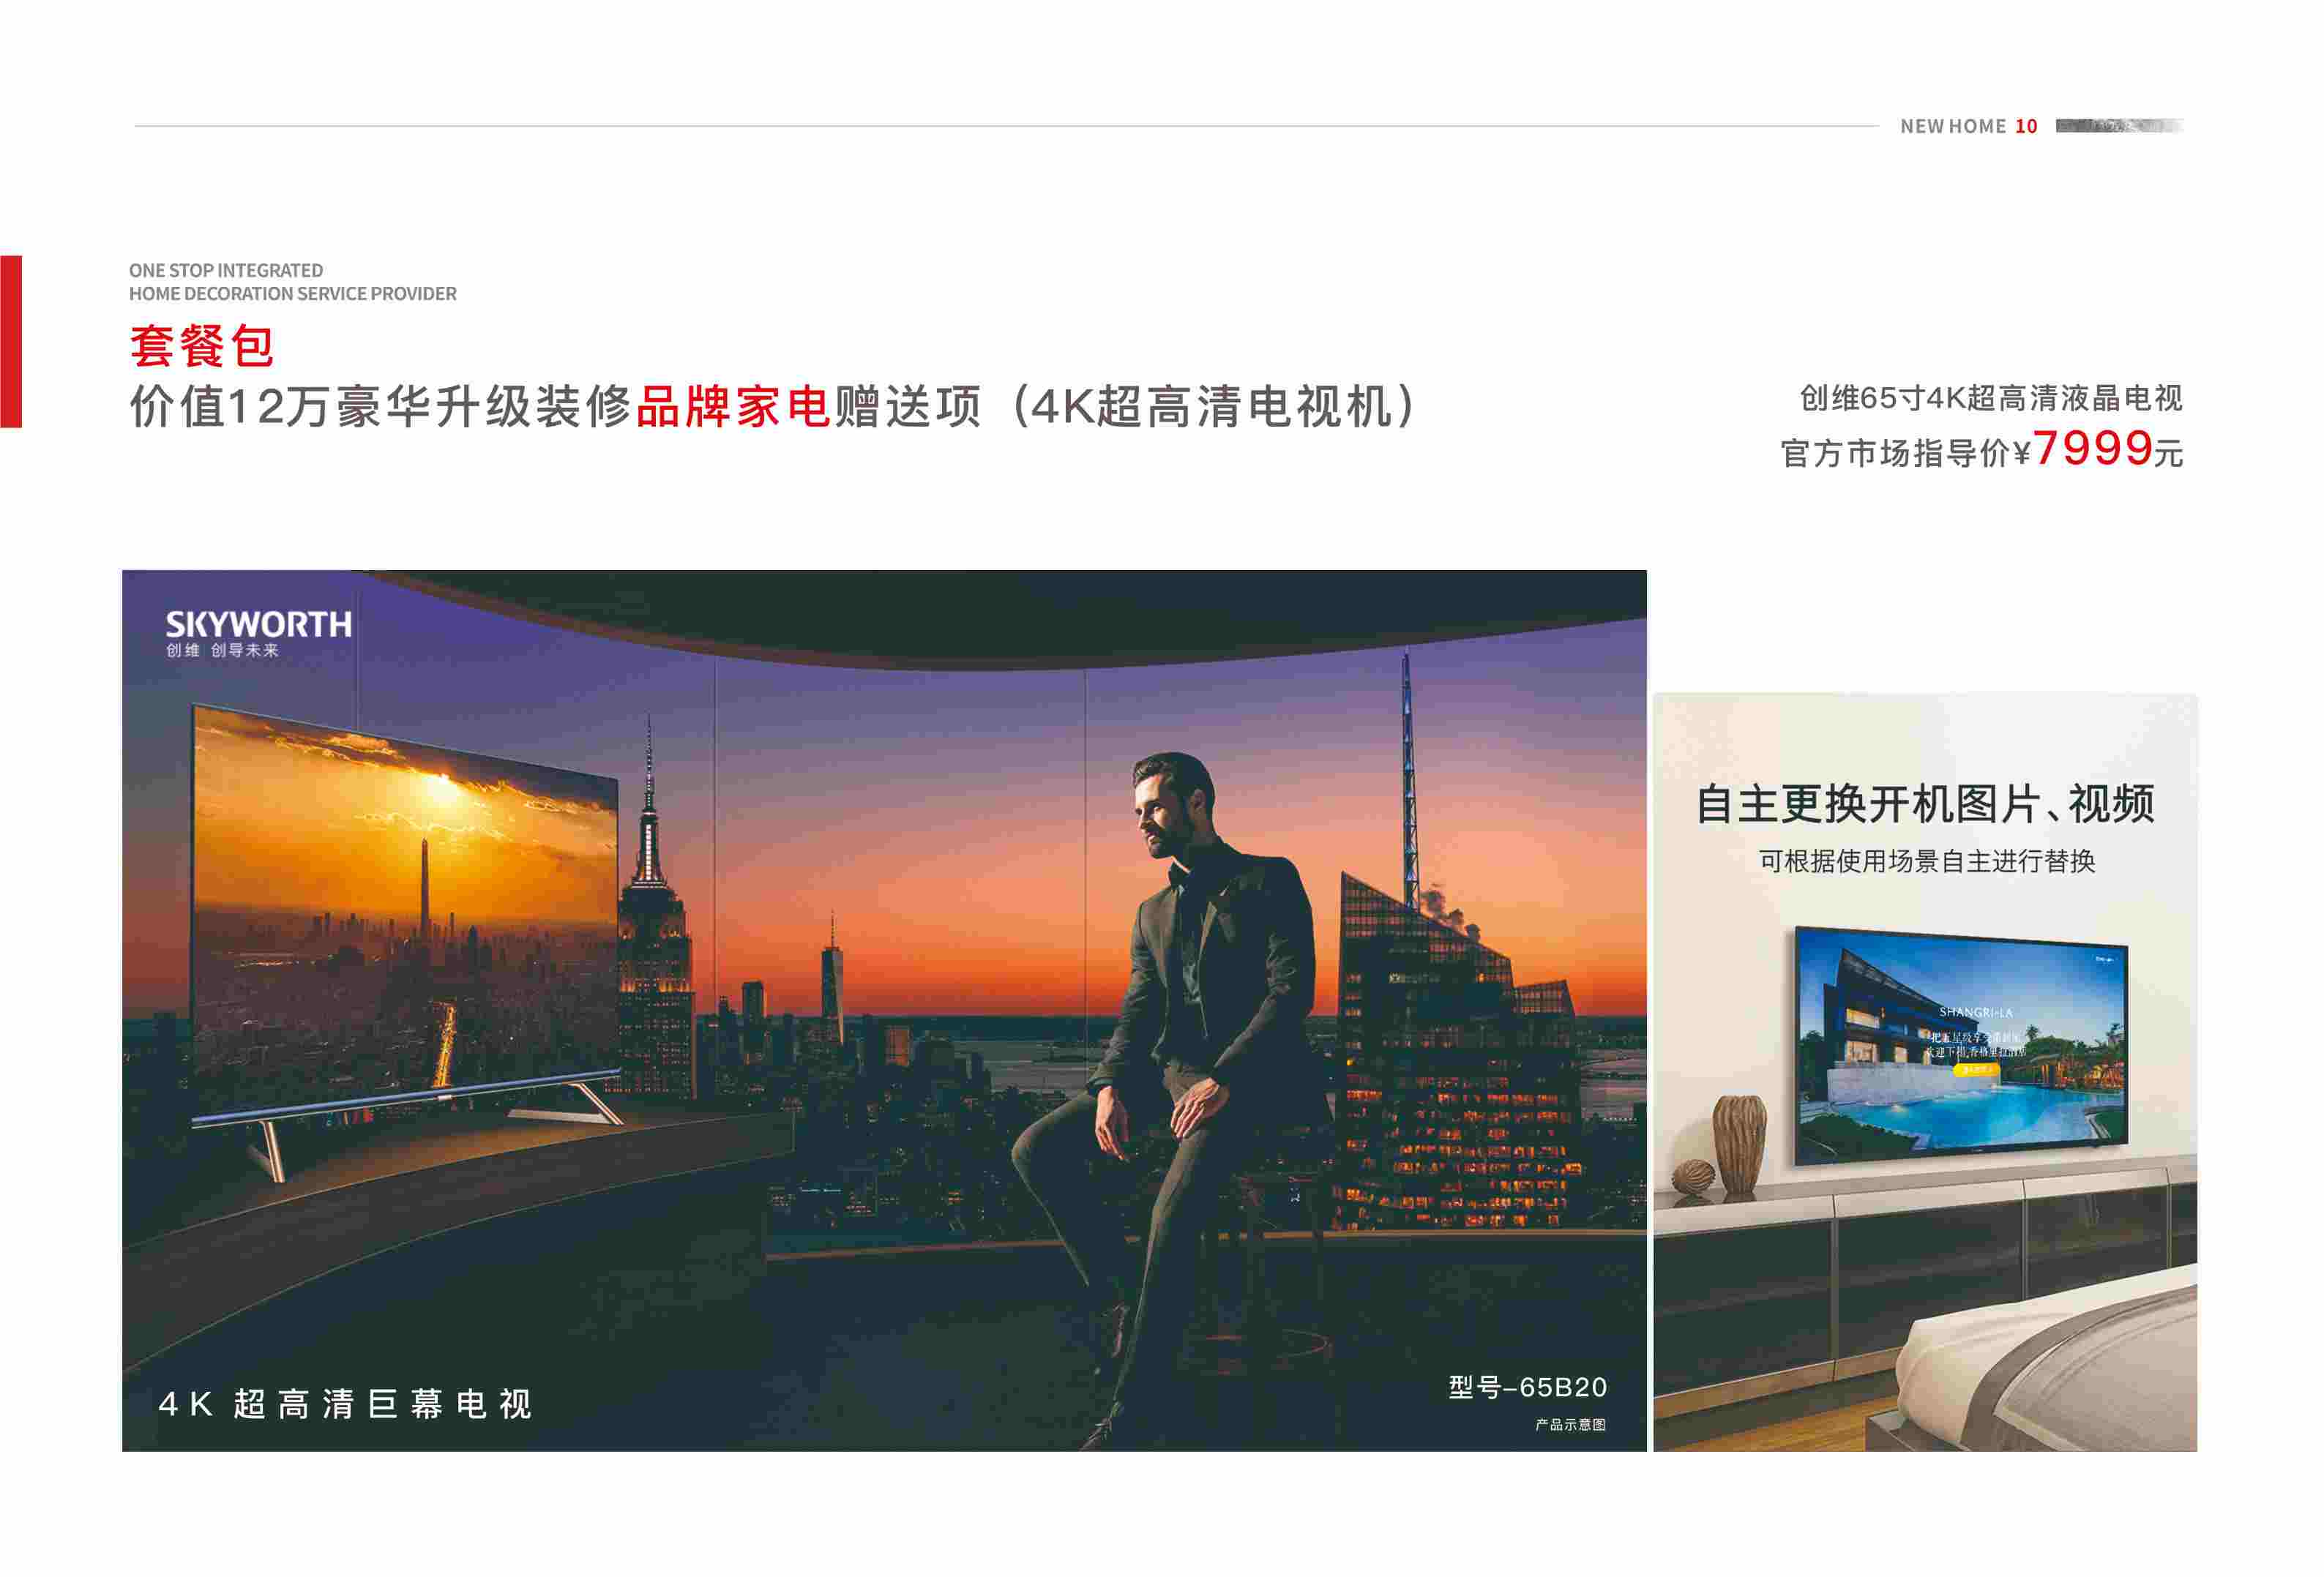 NEW HOME 10
ONE STOP INTEGRATED
HOME DECORATION SERVICE PROVIDER
套餐包
价值12万豪华升级装修品牌家电赠送项（4K超高清电视机）
创维65寸4K超高清液晶电视
官方市场指导价¥7999元
SKYWORTH
创维 创导未来
4K 超高清巨幕电视
型号-65B20
产品示意图
自主更换开机图片、视频
可根据使用场景自主进行替换
SHANGRI-LA